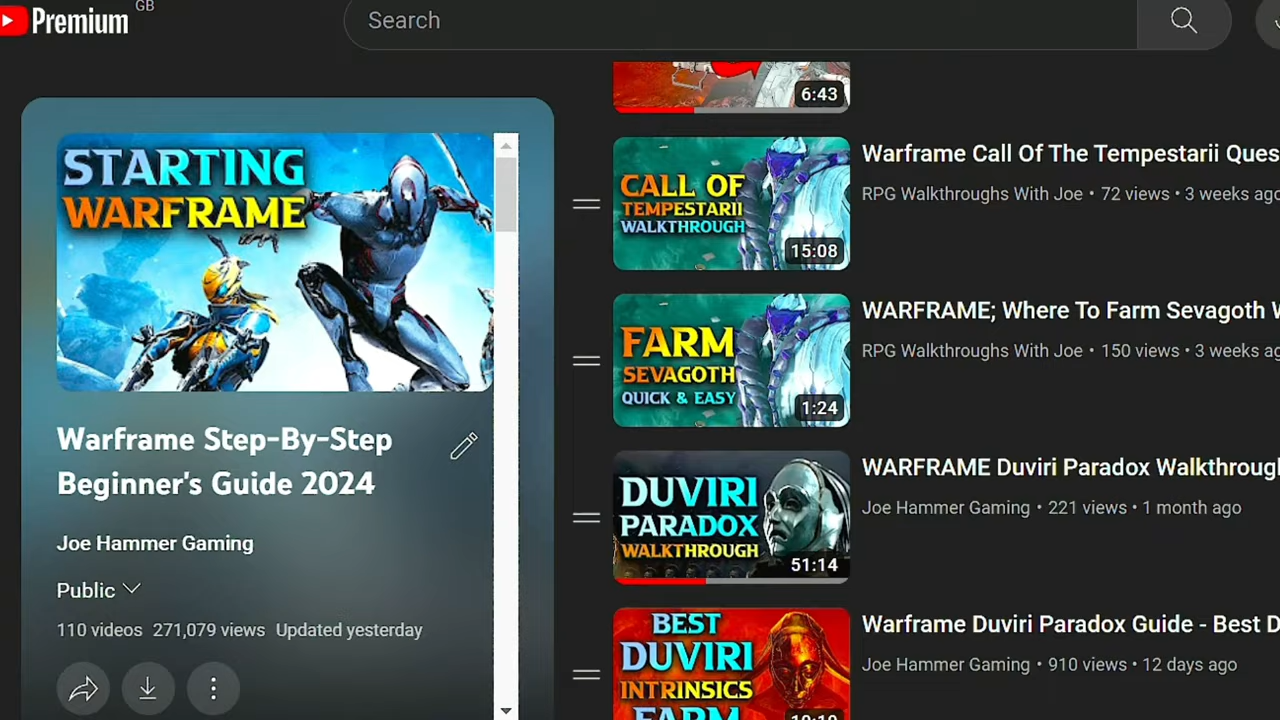 Premium
GB
Search
STARTING
WARFRAME
Warframe Step-By-Step
Beginner's Guide 2024
Joe Hammer Gaming
Public
110 videos 271,079 views Updated yesterday
6:43
CALL OF
TEMPESTARII
WALKTHROUGH
15:08
Warframe Call Of The Tempestarii Ques
RPG Walkthroughs With Joe • 72 views • 3 weeks ago
FARM
SEVAGOTH
QUICK & EASY
1:24
WARFRAME; Where To Farm Sevagoth W
RPG Walkthroughs With Joe • 150 views • 3 weeks ag
DUVIRI
PARADOX
WALKTHROUGH
51:14
WARFRAME Duviri Paradox Walkthrough
Joe Hammer Gaming • 221 views • 1 month ago
BEST
DUVIRI
INTRINSICS
FARM
Warframe Duviri Paradox Guide - Best D
Joe Hammer Gaming • 910 views • 12 days ago